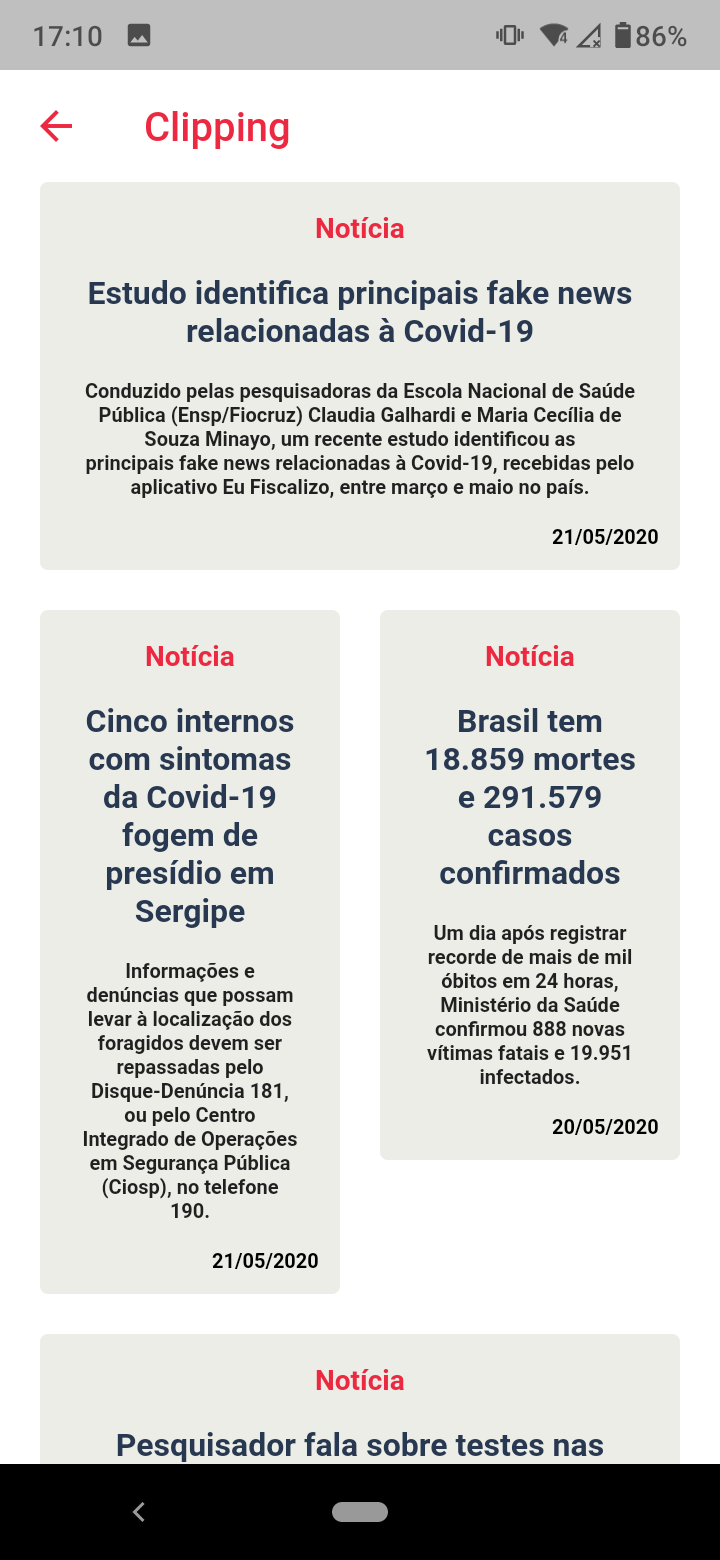 17:10
4
86%
Clipping
Notícia
Estudo identifica principais fake news
relacionadas à Covid-19
Conduzido pelas pesquisadoras da Escola Nacional de Saúde
Pública (Ensp/Fiocruz) Claudia Galhardi e Maria Cecília de
Souza Minayo, um recente estudo identificou as
principais fake news relacionadas à Covid-19, recebidas pelo
aplicativo Eu Fiscalizo, entre março e maio no país.
21/05/2020
Notícia
Cinco internos
com sintomas
da Covid-19
fogem de
presídio em
Sergipe
Informações e
denúncias que possam
levar à localização dos
foragidos devem ser
repassadas pelo
Disque-Denúncia 181,
ou pelo Centro
Integrado de Operações
em Segurança Pública
(Ciosp), no telefone
190.
21/05/2020
Notícia
Brasil tem
18.859 mortes
e 291.579
casos
confirmados
Um dia após registrar
recorde de mais de mil
óbitos em 24 horas,
Ministério da Saúde
confirmou 888 novas
vítimas fatais e 19.951
infectados.
20/05/2020
Notícia
Pesquisador fala sobre testes nas